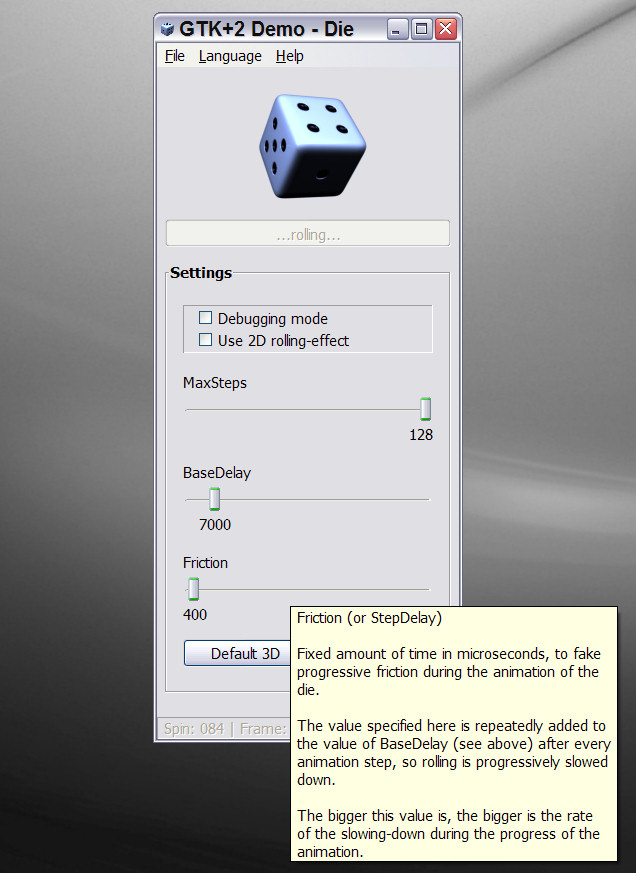 GTK+2 Demo - Die
File Language Help
...rolling...
Settings
Debugging mode
Use 2D rolling-effect
MaxSteps
128
BaseDelay
7000
Friction
400
Default 3D
Spin: 084 | Frame:
Friction (or StepDelay)
Fixed amount of time in microseconds, to fake
progressive friction during the animation of the
die.
The value specified here is repeatedly added to
the value of BaseDelay (see above) after every
animation step, so rolling is progressively slowed
down.
The bigger this value is, the bigger is the rate
of the slowing-down during the progress of the
animation.